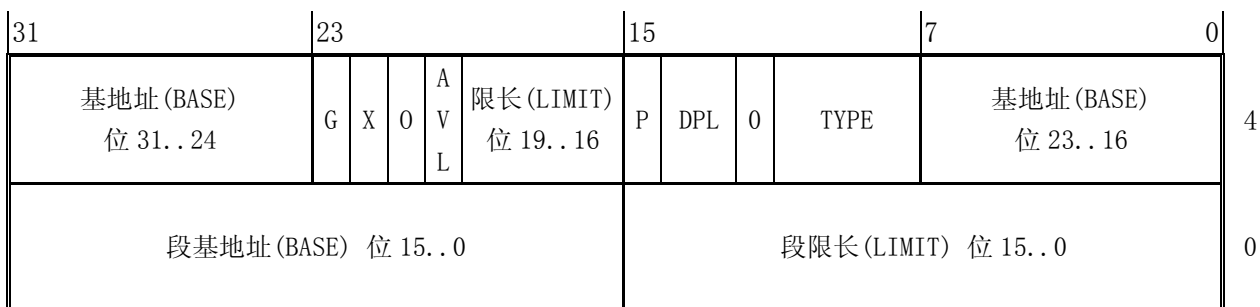 31 23 15 7 0
基地址(BASE) 位 31..24 G X 0 AVL 限长(LIMIT) 位 19..16 P DPL 0 TYPE 基地址(BASE) 位 23..16 4
段基地址(BASE) 位 15..0 段限长(LIMIT) 位 15..0 0